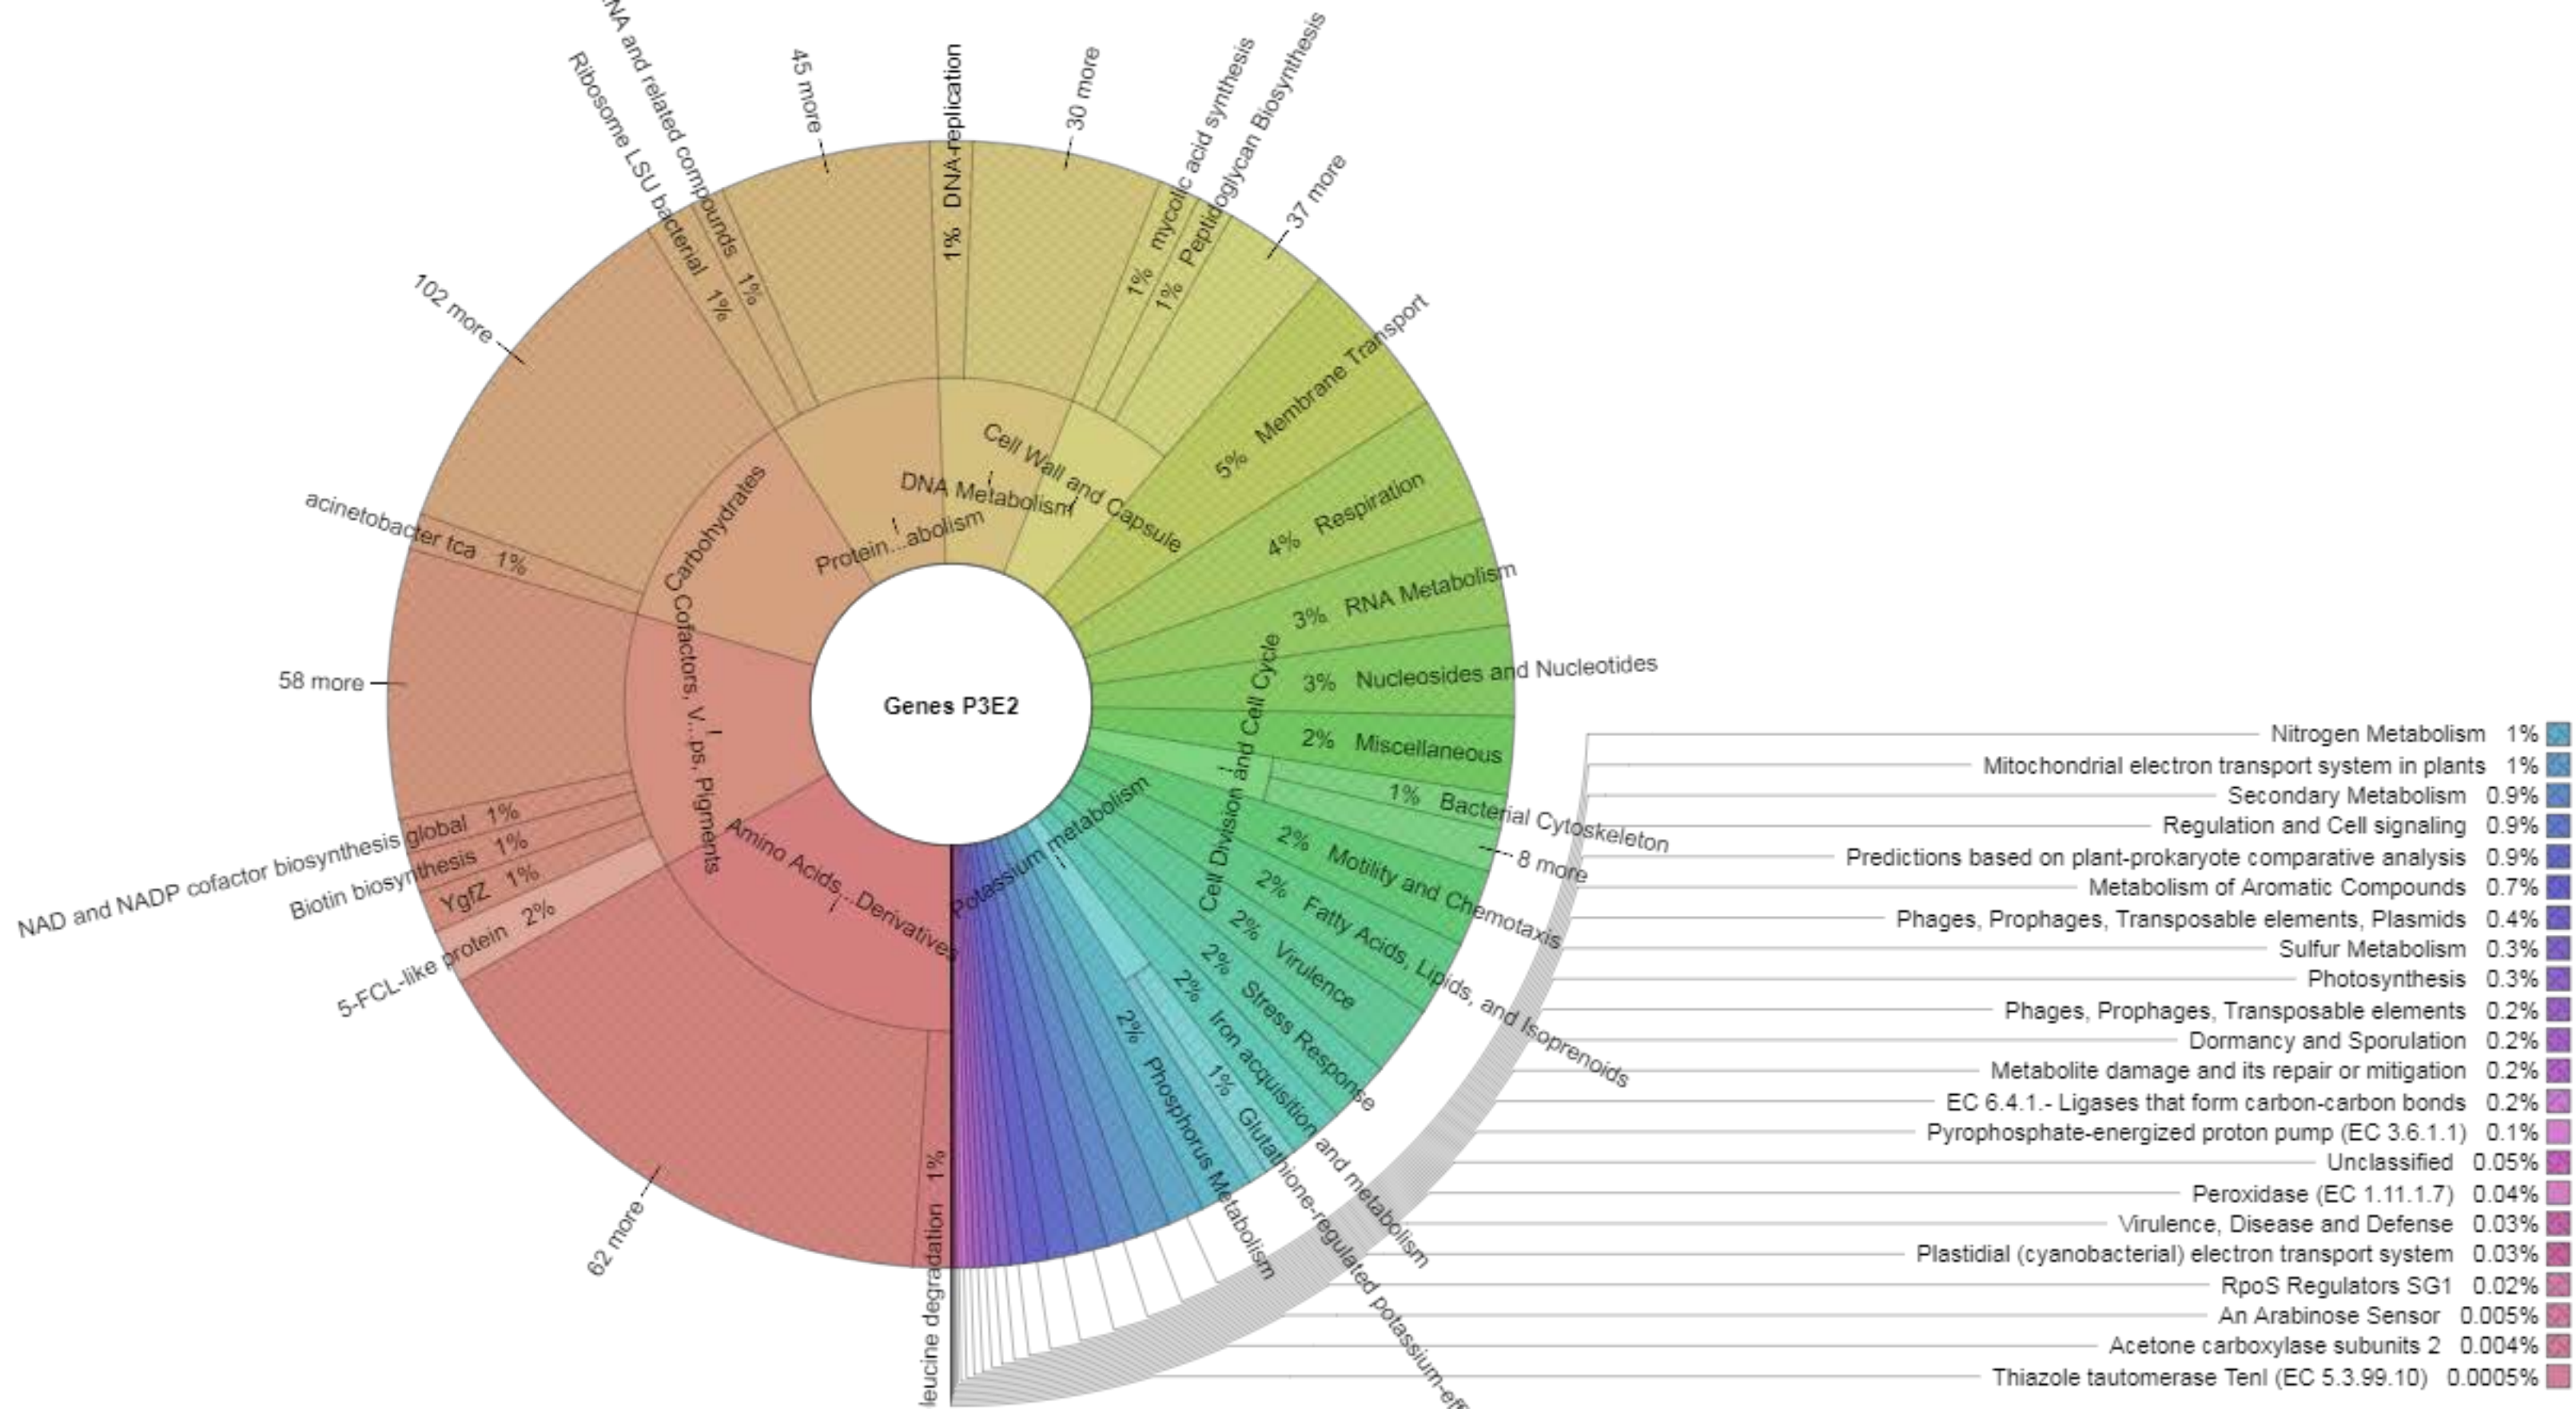 NA and related compounds 1%
Ribosome LSU bacterial 1%
45 more
1% DNA-replication
30 more
1% mycolic acid synthesis
1% Peptidoglycan Biosynthesis
37 more
102 more
5% Membrane Transport
Cell Wall and Capsule
DNA Metabolism
Protein...abolism
Carbohydrates
4% Respiration
acinetobacter tca 1%
3% RNA Metabolism
58 more
Cofactors, V...ps, Pigments
Genes P3E2
3% Nucleosides and Nucleotides
2% Miscellaneous
Cell Division and Cell Cycle
1% Bacterial Cytoskeleton
8 more
NAD and NADP cofactor biosynthesis global 1%
Biotin biosynthesis 1%
YgfZ 1%
5-FCL-like protein 2%
Amino Acids...Derivatives
Potassium metabolism
2% Motility and Chemotaxis
2% Fatty Acids, Lipids, and Isoprenoids
2% Virulence
2% Stress Response
2% Iron acquisition and metabolism
1% Glutathione-regulated potassium-eff
2% Phosphorus Metabolism
62 more
leucine degradation 1%
Nitrogen Metabolism 1%
Mitochondrial electron transport system in plants 1%
Secondary Metabolism 0.9%
Regulation and Cell signaling 0.9%
Predictions based on plant-prokaryote comparative analysis 0.9%
Metabolism of Aromatic Compounds 0.7%
Phages, Prophages, Transposable elements, Plasmids 0.4%
Sulfur Metabolism 0.3%
Photosynthesis 0.3%
Phages, Prophages, Transposable elements 0.2%
Dormancy and Sporulation 0.2%
Metabolite damage and its repair or mitigation 0.2%
EC 6.4.1.- Ligases that form carbon-carbon bonds 0.2%
Pyrophosphate-energized proton pump (EC 3.6.1.1) 0.1%
Unclassified 0.05%
Peroxidase (EC 1.11.1.7) 0.04%
Virulence, Disease and Defense 0.03%
Plastidial (cyanobacterial) electron transport system 0.03%
RpoS Regulators SG1 0.02%
An Arabinose Sensor 0.005%
Acetone carboxylase subunits 2 0.004%
Thiazole tautomerase TenI (EC 5.3.99.10) 0.0005%